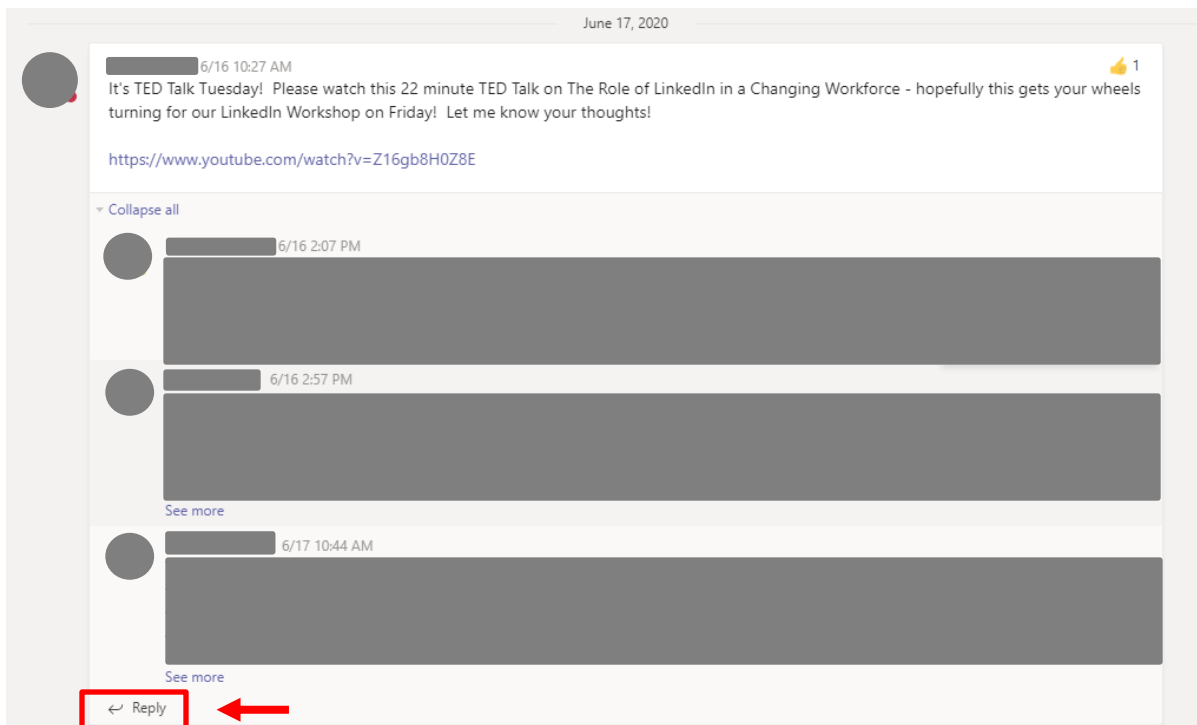 June 17, 2020
6/16 10:27 AM
1
It's TED Talk Tuesday!  Please watch this 22 minute TED Talk on The Role of LinkedIn in a Changing Workforce - hopefully this gets your wheels
turning for our LinkedIn Workshop on Friday!  Let me know your thoughts!
https://www.youtube.com/watch?v=Z16gb8H0Z8E
Collapse all
6/16 2:07 PM
6/16 2:57 PM
See more
6/17 10:44 AM
See more
Reply